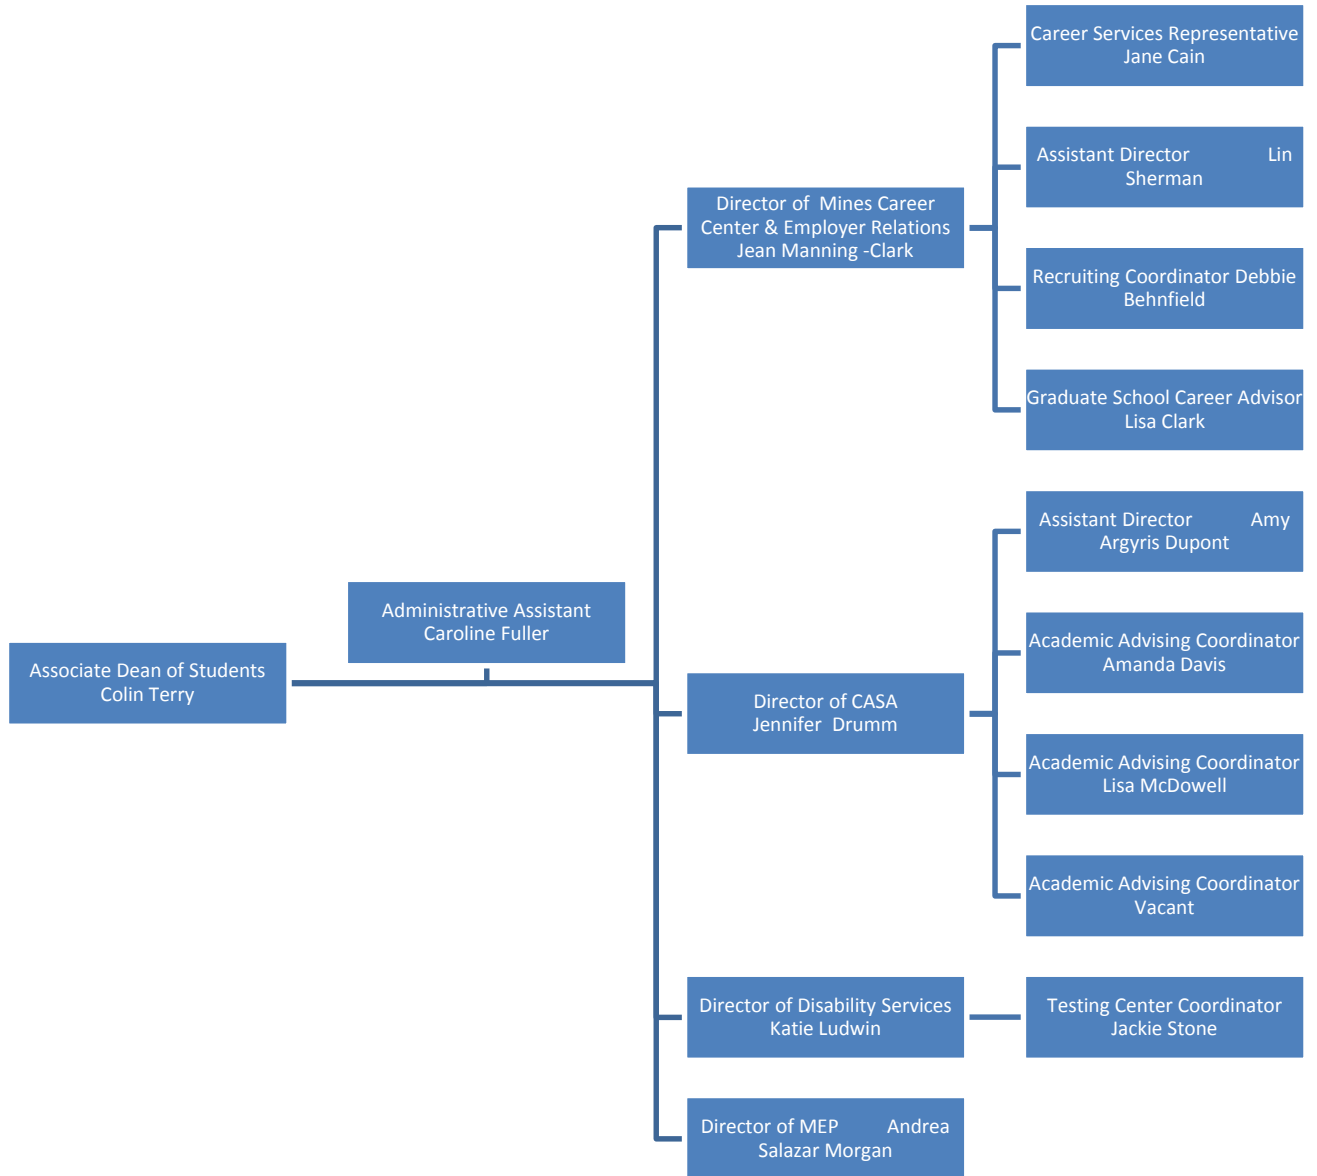 Career Services Representative
Jane Cain
Assistant Director Lin
Sherman
Director of Mines Career
Center & Employer Relations
Jean Manning -Clark
Recruiting Coordinator Debbie
Behnfield
Graduate School Career Advisor
Lisa Clark
Assistant Director Amy
Argyris Dupont
Administrative Assistant
Caroline Fuller
Academic Advising Coordinator
Amanda Davis
Associate Dean of Students
Colin Terry
Director of CASA
Jennifer Drumm
Academic Advising Coordinator
Lisa McDowell
Academic Advising Coordinator
Vacant
Director of Disability Services
Katie Ludwin
Testing Center Coordinator
Jackie Stone
Director of MEP Andrea
Salazar Morgan